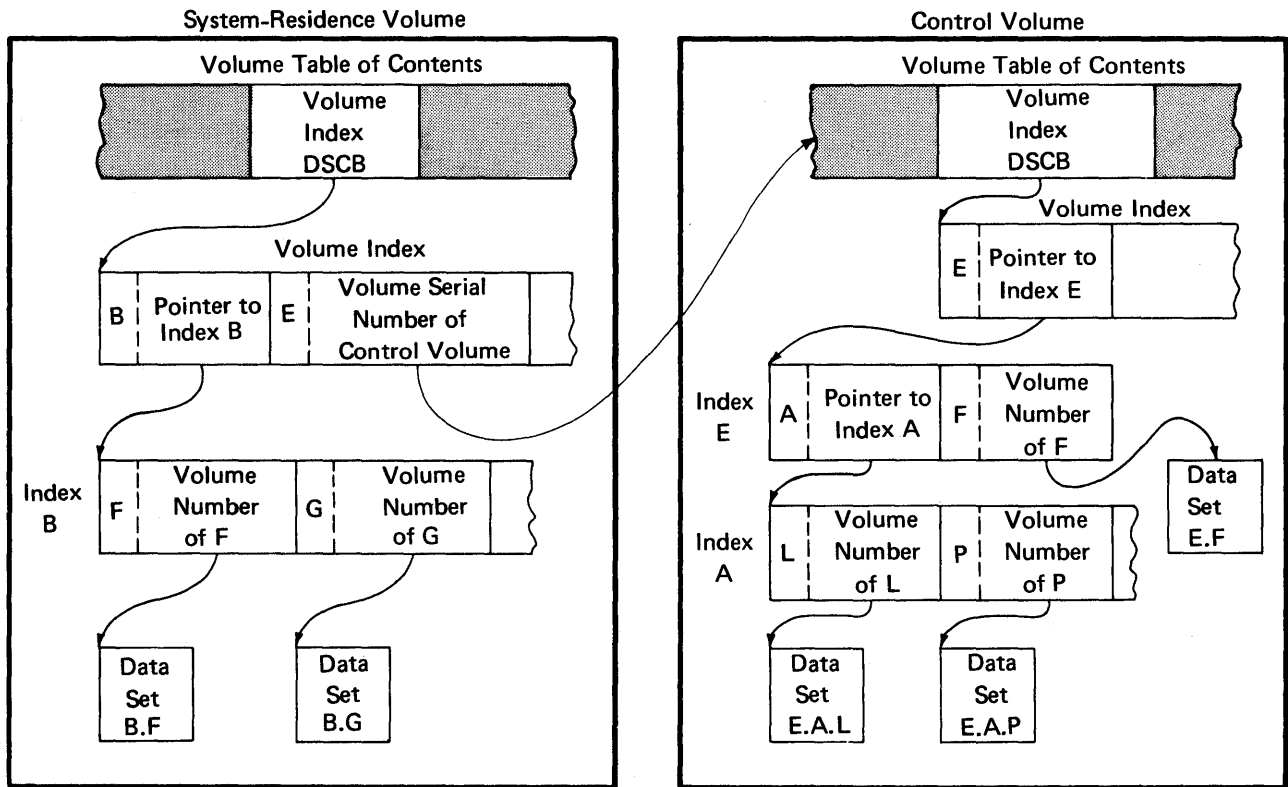 System-Residence Volume
Volume Table of Contents
Volume
Index
DSCB
Volume Index
B
Pointer to
Index B
E
Volume Serial
Number of
Control Volume
Index
B
F
Volume
Number
of F
G
Volume
Number
of G
Data
Set
B.F
Data
Set
B.G
Control Volume
Volume Table of Contents
Volume
Index
DSCB
Volume Index
E
Pointer to
Index E
Index
E
A
Pointer to
Index A
F
Volume
Number
of F
Data
Set
E.F
Index
A
L
Volume
Number
of L
P
Volume
Number
of P
Data
Set
E.A.L
Data
Set
E.A.P